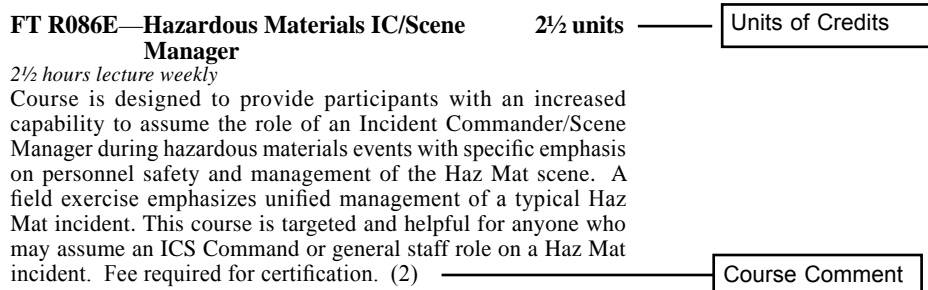 FT R086E—Hazardous Materials IC/Scene 2½ units Units of Credits
Manager
2½ hours lecture weekly
Course is designed to provide participants with an increased
capability to assume the role of an Incident Commander/Scene
Manager during hazardous materials events with specific emphasis
on personnel safety and management of the Haz Mat scene. A
field exercise emphasizes unified management of a typical Haz
Mat incident. This course is targeted and helpful for anyone who
may assume an ICS Command or general staff role on a Haz Mat
incident. Fee required for certification. (2) Course Comment